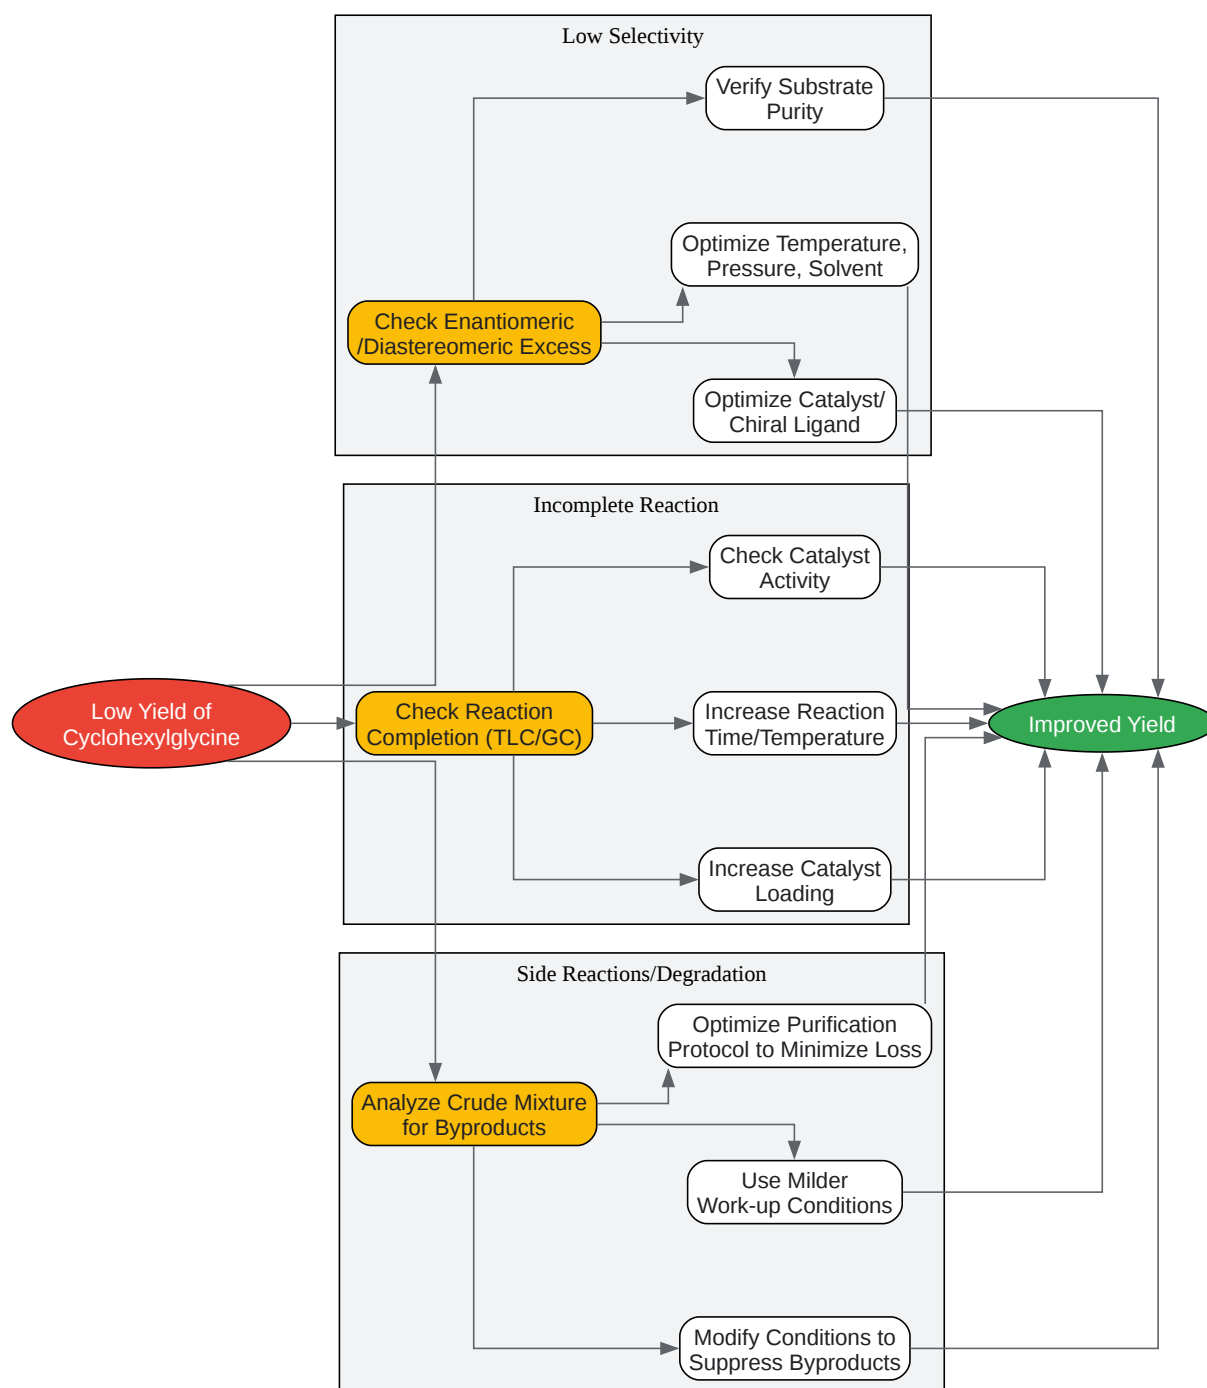 Low Selectivity
Verify Substrate
Purity
Optimize Temperature,
Pressure, Solvent
Check Enantiomeric
/Diastereomeric Excess
Optimize Catalyst/
Chiral Ligand
Incomplete Reaction
Check Catalyst
Activity
Low Yield of
Cyclohexylglycine
Check Reaction
Completion (TLC/GC)
Increase Reaction
Time/Temperature
Improved Yield
Increase Catalyst
Loading
Side Reactions/Degradation
Optimize Purification
Protocol to Minimize Loss
Analyze Crude Mixture
for Byproducts
Use Milder
Work-up Conditions
Modify Conditions to
Suppress Byproducts